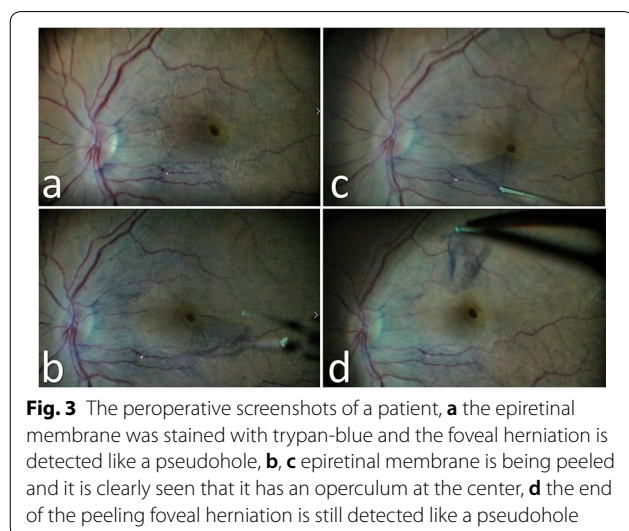 a
c
b
d
Fig. 3 The peroperative screenshots of a patient, a the epiretinal
membrane was stained with trypan-blue and the foveal herniation is
detected like a pseudohole, b, c epiretinal membrane is being peeled
and it is clearly seen that it has an operculum at the center, d the end
of the peeling foveal herniation is still detected like a pseudohole